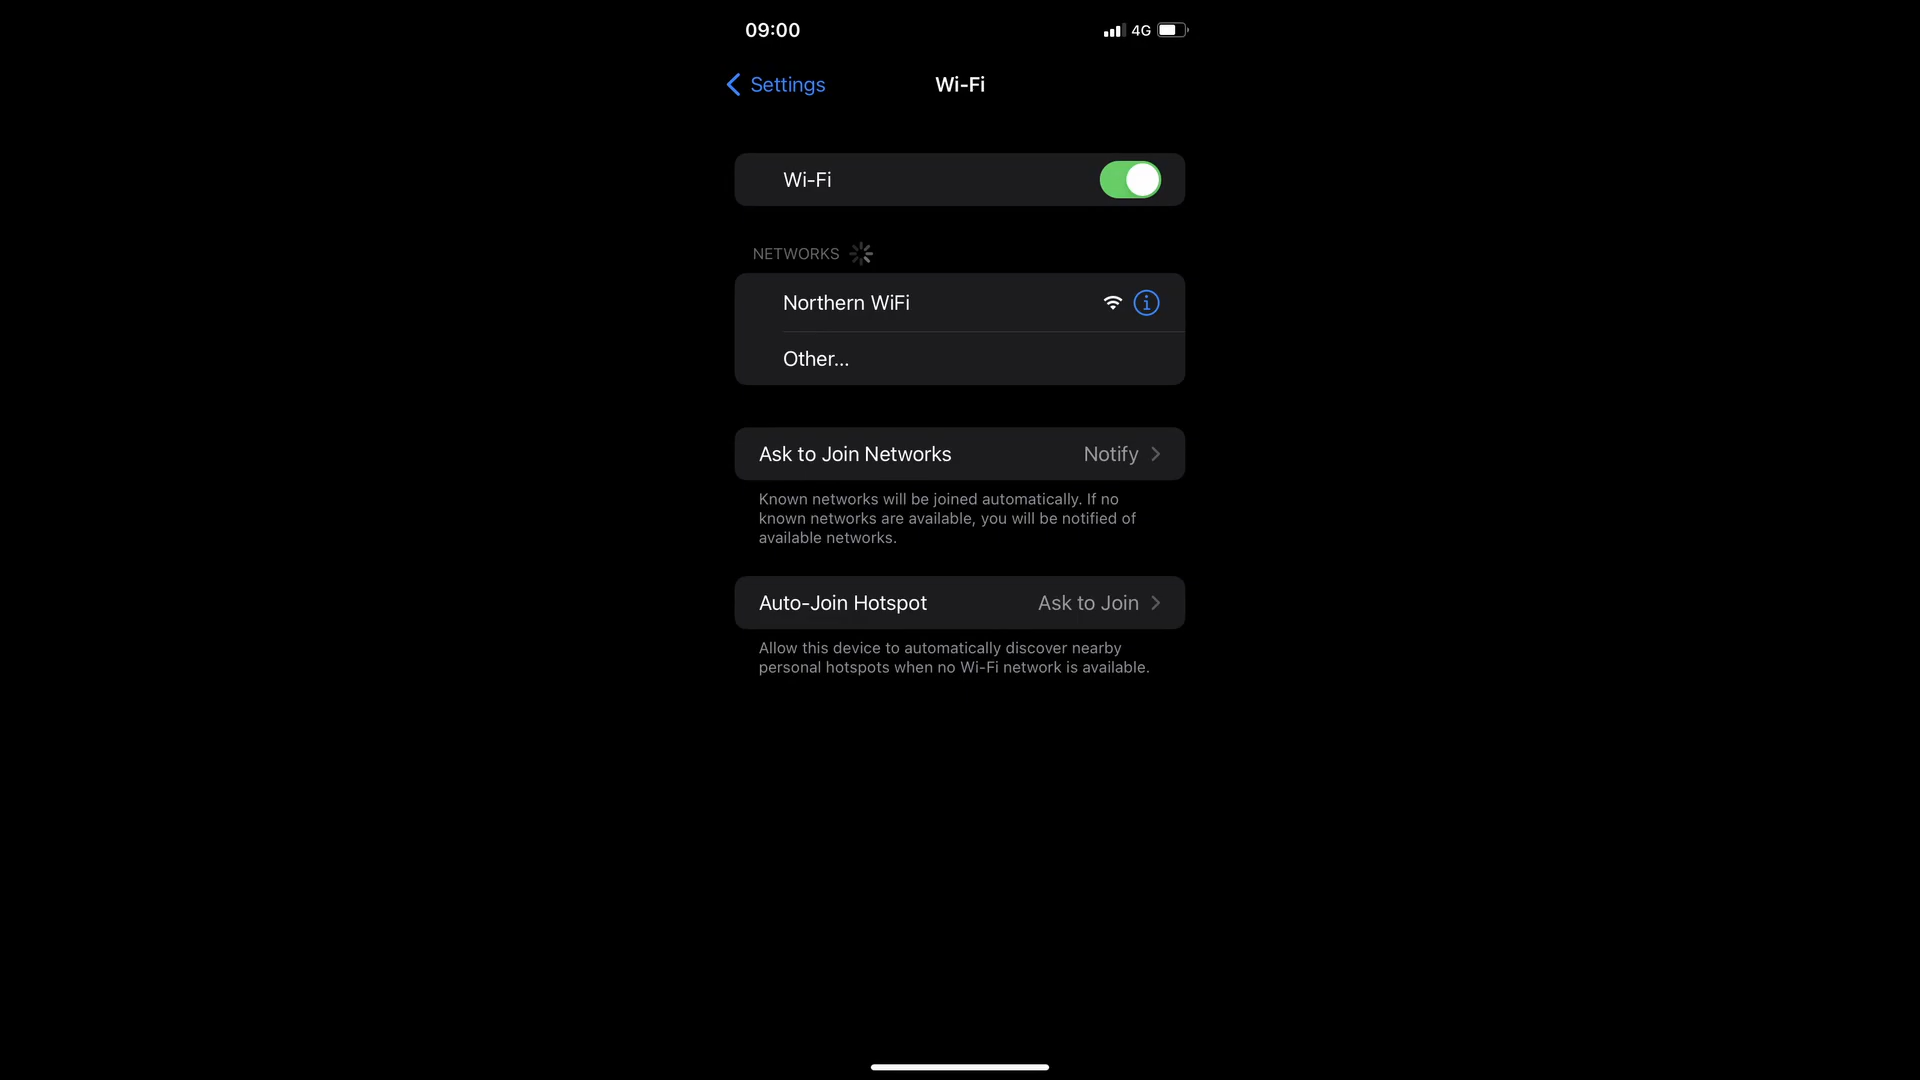 09:00 4G
Settings Wi-Fi
Wi-Fi
NETWORKS
Northern WiFi
Other...
Ask to Join Networks Notify
Known networks will be joined automatically. If no
known networks are available, you will be notified of
available networks.
Auto-Join Hotspot Ask to Join
Allow this device to automatically discover nearby
personal hotspots when no Wi-Fi network is available.